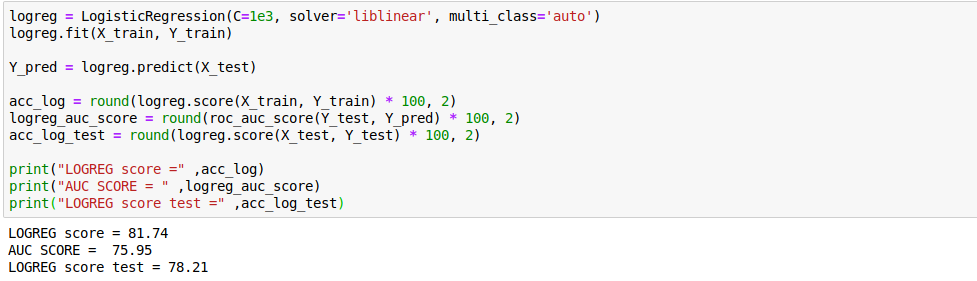 logreg = LogisticRegression(C=1e3, solver='liblinear', multi_class='auto')
logreg.fit(X_train, Y_train)
Y_pred = logreg.predict(X_test)
acc_log = round(logreg.score(X_train, Y_train) * 100, 2)
logreg_auc_score = round(roc_auc_score(Y_test, Y_pred) * 100, 2)
acc_log_test = round(logreg.score(X_test, Y_test) * 100, 2)
print("LOGREG score =" ,acc_log)
print("AUC SCORE = " ,logreg_auc_score)
print("LOGREG score test =" ,acc_log_test)
LOGREG score = 81.74
AUC SCORE =  75.95
LOGREG score test = 78.21